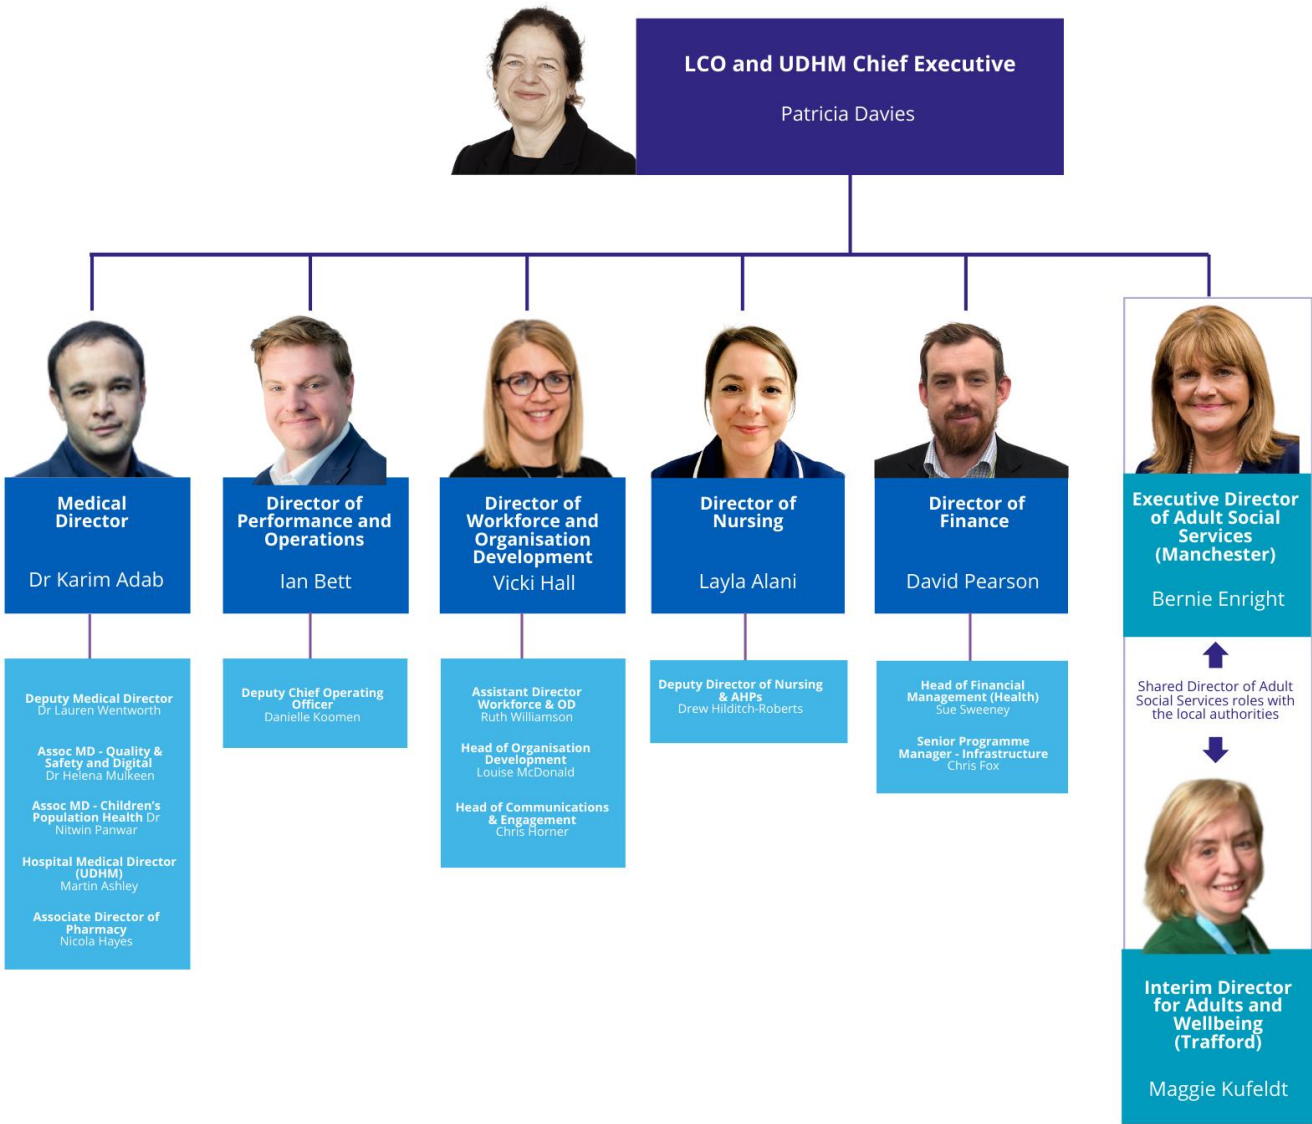 LCO and UDHM Chief Executive
Patricia Davies
Medical
Director
Dr Karim Adab
Director of
Performance and
Operations
Ian Bett
Director of
Workforce and
Organisation
Development
Vicki Hall
Director of
Nursing
Layla Alani
Director of
Finance
David Pearson
Executive Director
of Adult Social
Services
(Manchester)
Bernie Enright
Deputy Medical Director
Dr Lauren Wentworth
Assoc MD - Quality &
Safety and Digital
Dr Helena Mulkeen
Assoc MD - Children's
Population Health Dr
Nitwin Panwar
Hospital Medical Director
(UDHM)
Martin Ashley
Associate Director of
Pharmacy
Nicola Hayes
Deputy Chief Operating
Officer
Danielle Koomen
Assistant Director
Workforce & OD
Ruth Williamson
Head of Organisation
Development
Louise McDonald
Head of Communications
& Engagement
Chris Horner
Deputy Director of Nursing
& AHPs
Drew Hilditch-Roberts
Head of Financial
Management (Health)
Sue Sweeney
Senior Programme
Manager - Infrastructure
Chris Fox
Shared Director of Adult
Social Services roles with
the local authorities
Interim Director
for Adults and
Wellbeing
(Trafford)
Maggie Kufeldt